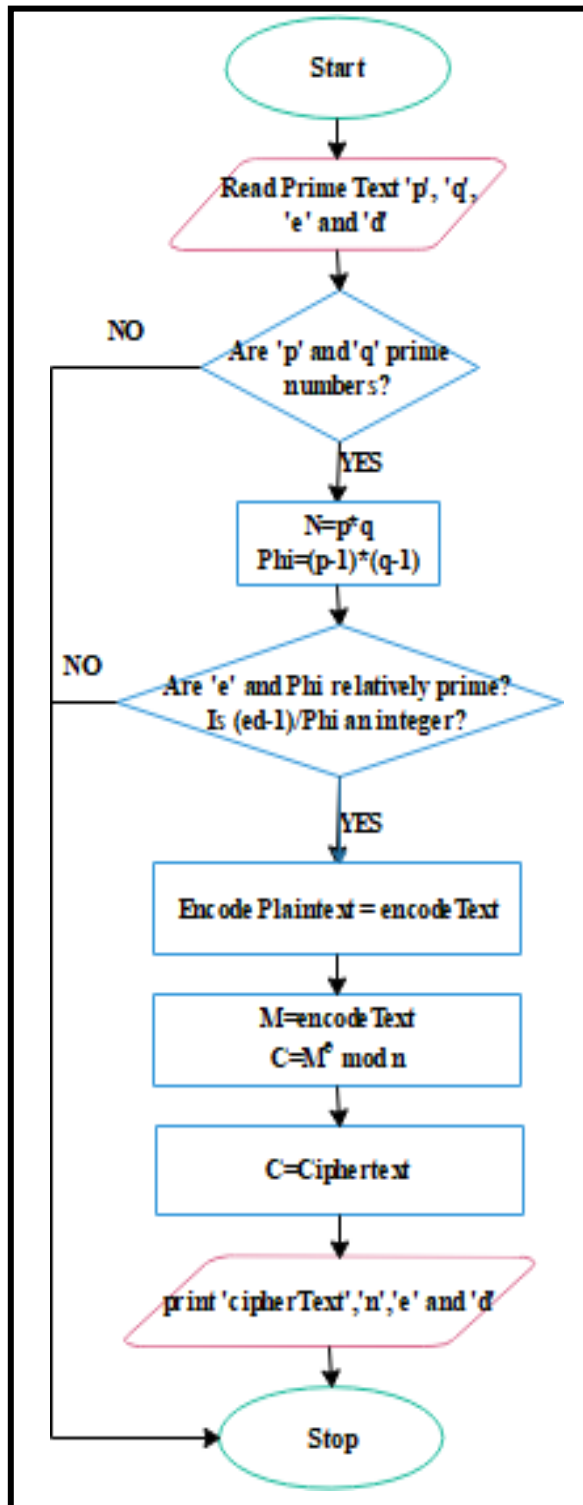 Start
Read Prime Text 'p', 'q',
'e' and 'd'
NO
Are 'p' and 'q' prime
numbers?
YES
N=p*q
Phi=(p-1)*(q-1)
NO
Are 'e' and Phi relatively prime?
Is (ed-1)/Phi an integer?
YES
Encode Plaintext = encodeText
M=encodeText
C=M^e mod n
C=Ciphertext
print 'cipherText','n','e' and 'd'
Stop